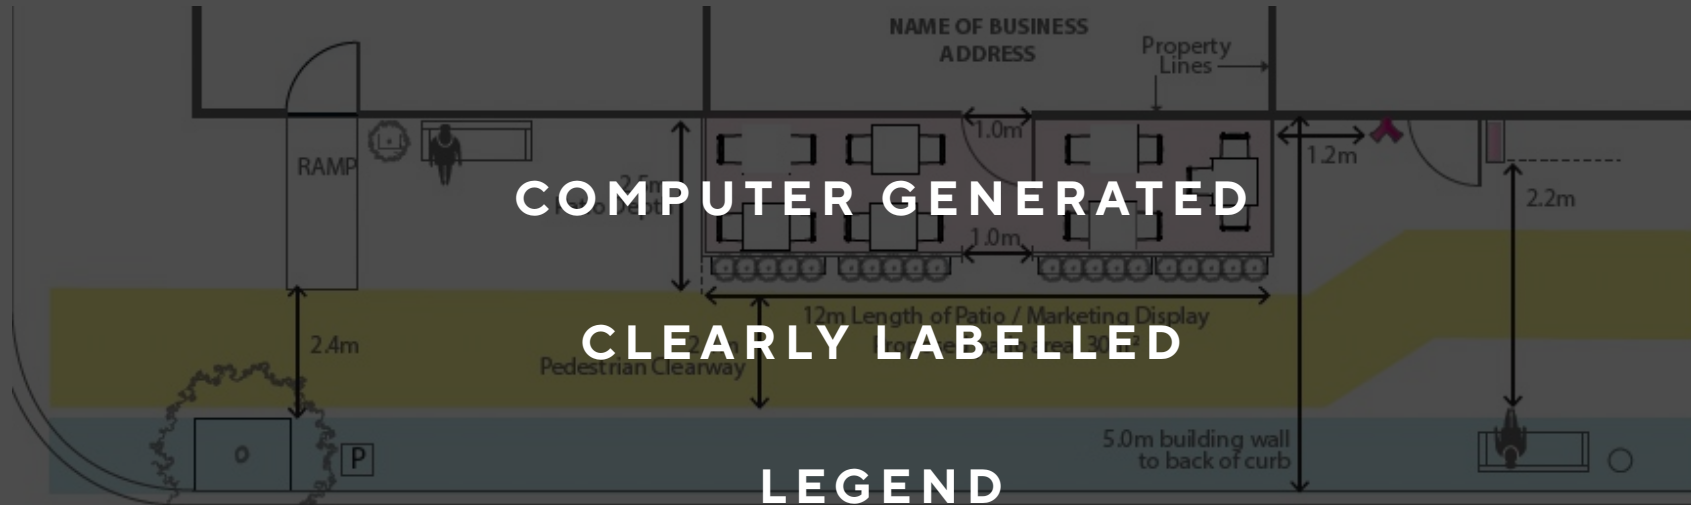 NAME OF BUSINESS
ADDRESS
Property
Lines
1.0m
1.2m
RAMP
COMPUTER GENERATED
2.2m
1.0m
12m Length of Patio / Marketing Display
2.4m
CLEARLY LABELLED
Pedestrian Clearway
5.0m building wall
to back of curb
P
LEGEND